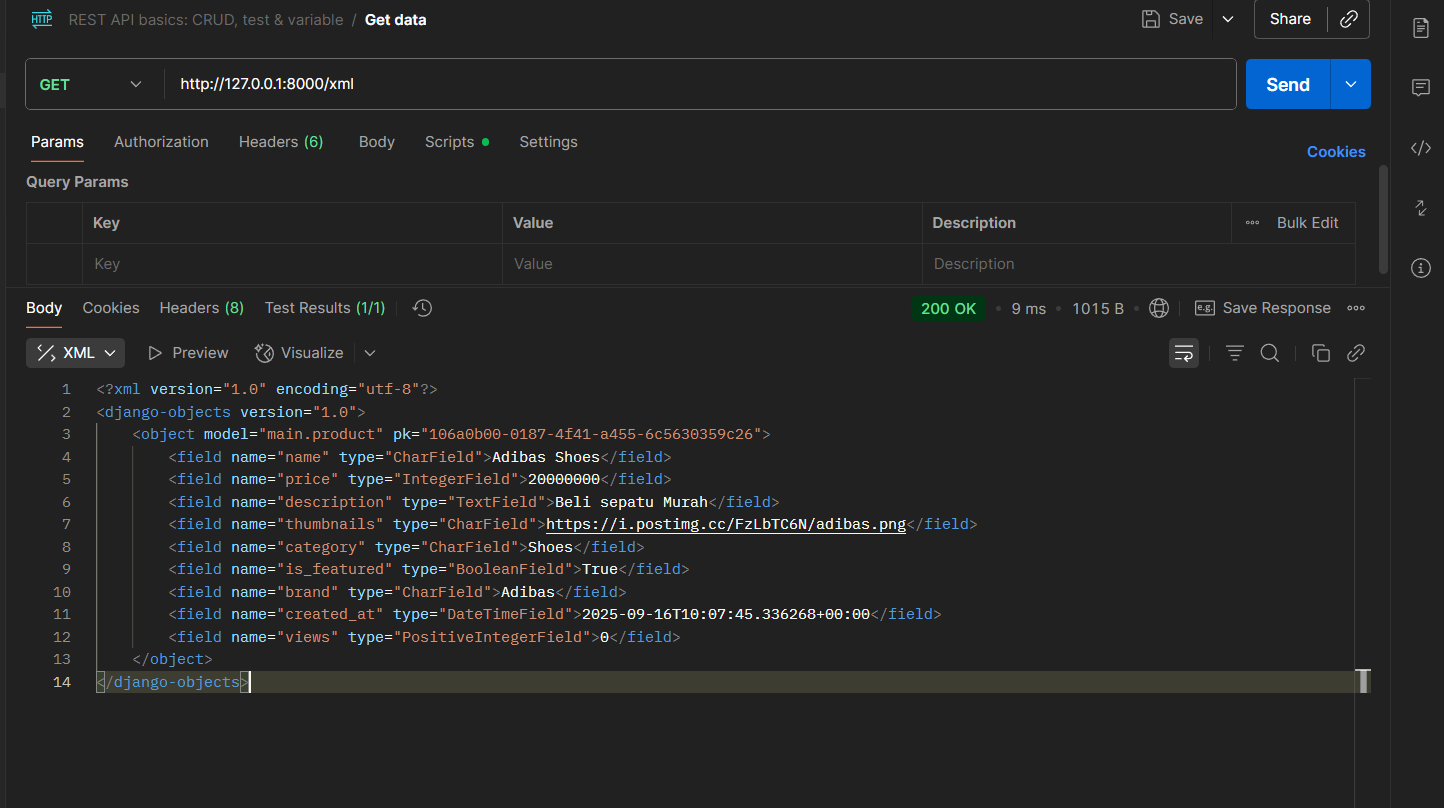 HTTP REST API basics: CRUD, test & variable / Get data Save Share
GET http://127.0.0.1:8000/xml Send
Params Authorization Headers (6) Body Scripts Settings Cookies
Query Params
Key Value Description Bulk Edit
Key Value Description
Body Cookies Headers (8) Test Results (1/1) 200 OK • 9 ms • 1015 B • e.g. Save Response
XML Preview Visualize
1 <?xml version="1.0" encoding="utf-8"?>
2 <django-objects version="1.0">
3 <object model="main.product" pk="106a0b00-0187-4f41-a455-6c5630359c26">
4 <field name="name" type="CharField">Adibas Shoes</field>
5 <field name="price" type="IntegerField">20000000</field>
6 <field name="description" type="TextField">Beli sepatu Murah</field>
7 <field name="thumbnails" type="CharField">https://i.postimg.cc/FzLbTC6N/adibas.png</field>
8 <field name="category" type="CharField">Shoes</field>
9 <field name="is_featured" type="BooleanField">True</field>
10 <field name="brand" type="CharField">Adibas</field>
11 <field name="created_at" type="DateTimeField">2025-09-16T10:07:45.336268+00:00</field>
12 <field name="views" type="PositiveIntegerField">0</field>
13 </object>
14 </django-objects>